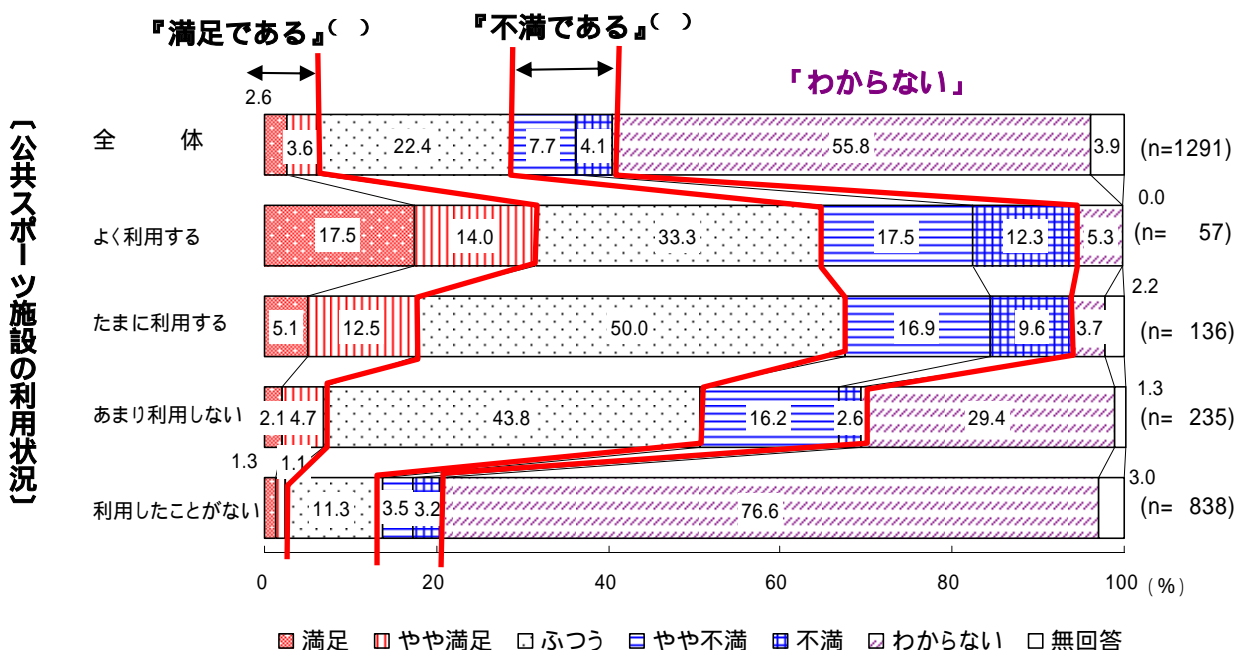 『満足である』( )
『不満である』( )
「わからない」
〔公共スポーツ施設の利用状況〕
2.6
全　体 3.6 22.4 7.7 4.1 55.8 3.9 (n=1291)
0.0
よく利用する 17.5 14.0 33.3 17.5 12.3 5.3 (n= 57)
2.2
たまに利用する 5.1 12.5 50.0 16.9 9.6 3.7 (n= 136)
1.3
あまり利用しない 2.1 4.7 43.8 16.2 2.6 29.4 (n= 235)
1.3 1.1 3.0
利用したことがない 11.3 3.5 3.2 76.6 (n= 838)
0 20 40 60 80 100 (%)
満足 やや満足 ふつう やや不満 不満 わからない 無回答